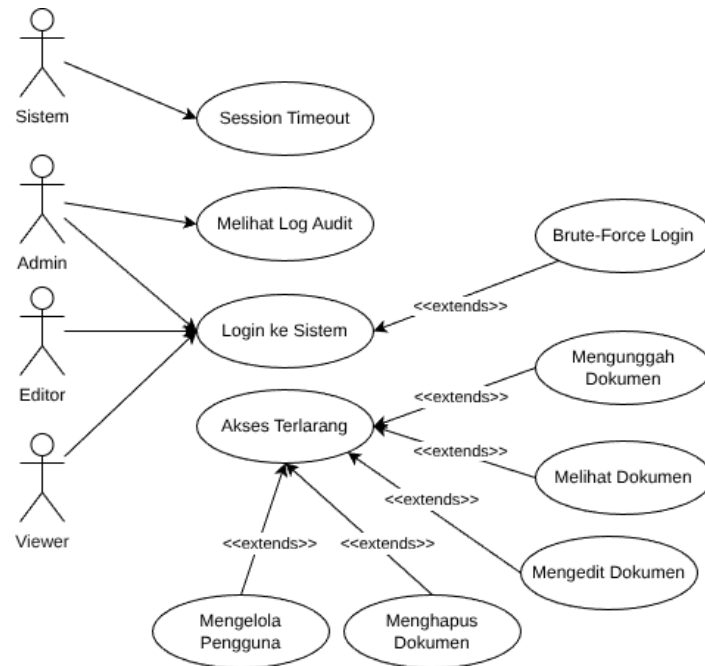 Sistem
Session Timeout
Admin
Melihat Log Audit
Brute-Force Login
<<extends>>
Editor
Login ke Sistem
Mengunggah
Dokumen
<<extends>>
Viewer
Akses Terlarang
<<extends>>
Melihat Dokumen
<<extends>>
Mengedit Dokumen
<<extends>>
<<extends>>
Mengelola
Pengguna
Menghapus
Dokumen